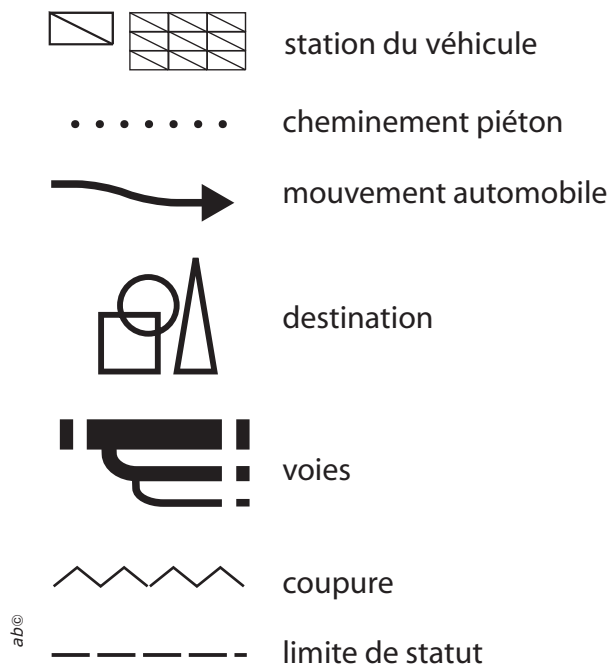 station du véhicule
cheminement piéton
mouvement automobile
destination
voies
coupure
limite de statut
ab©